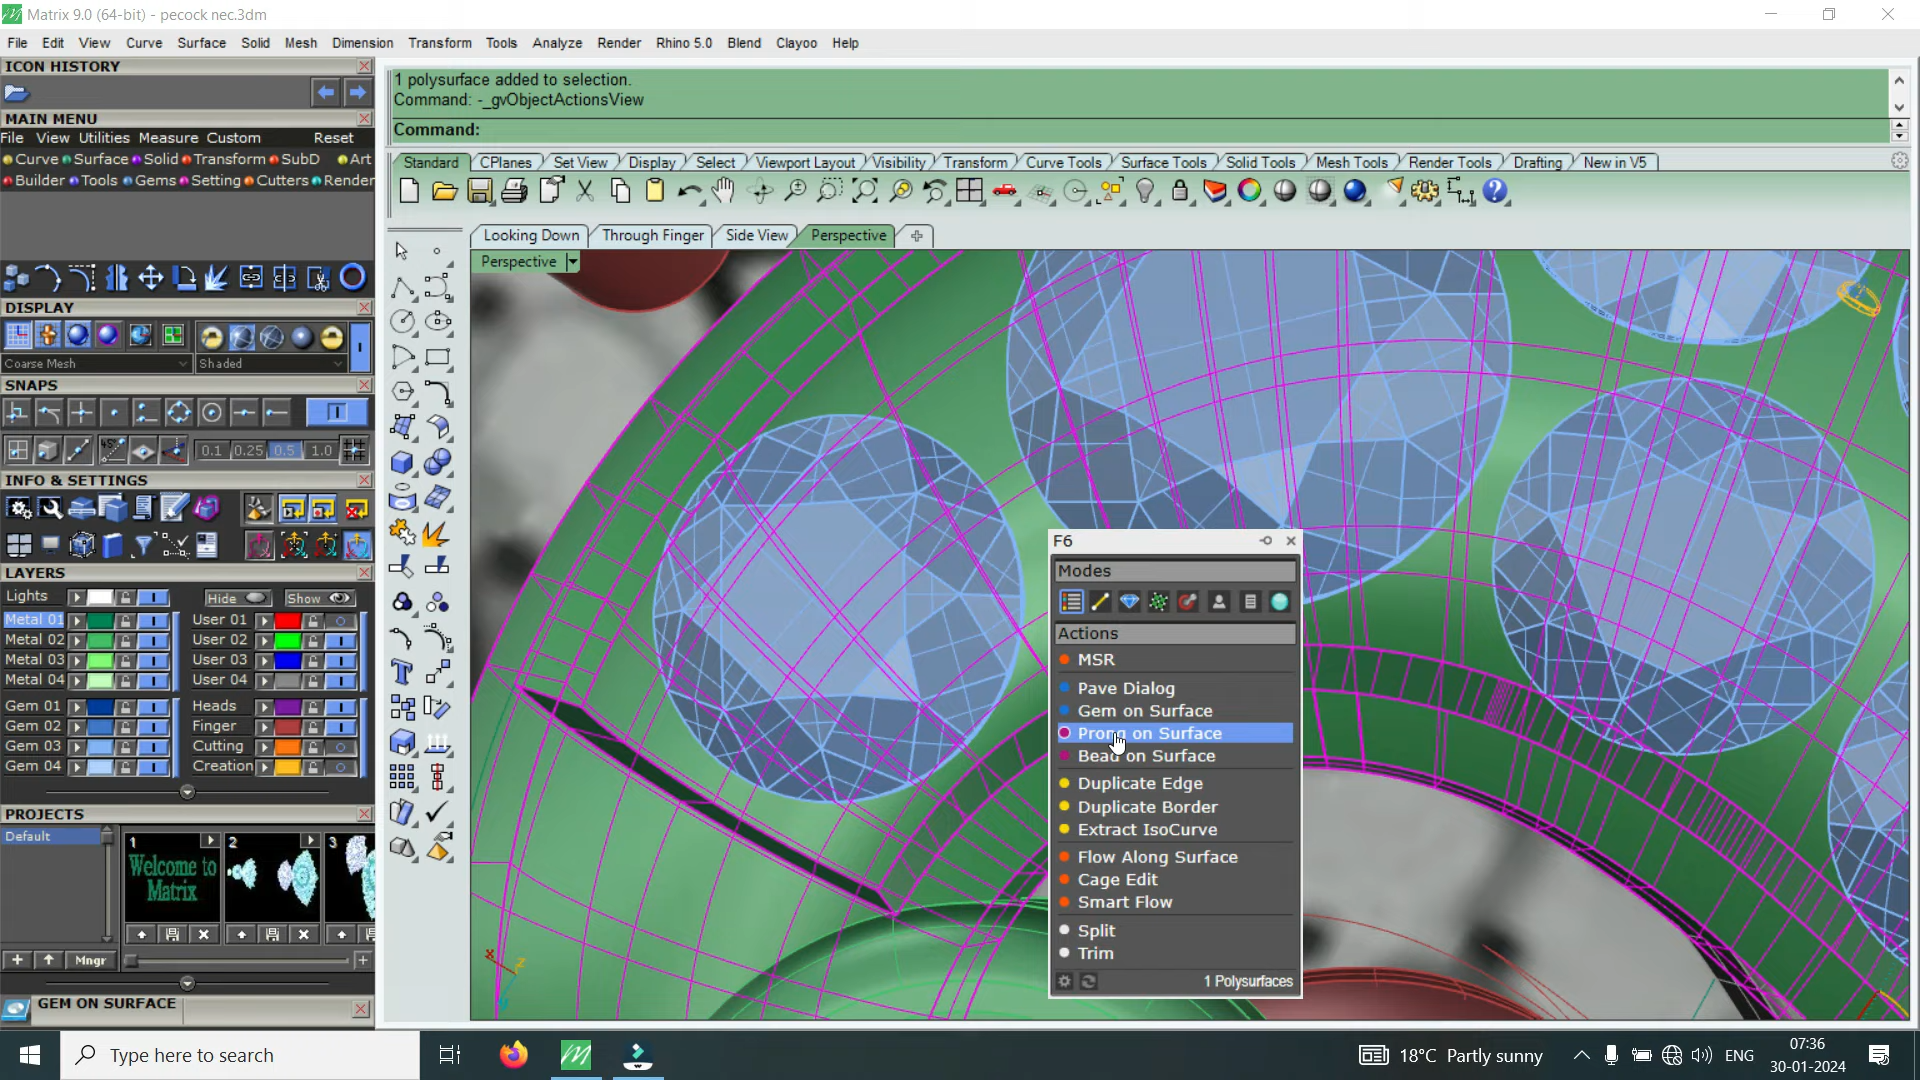 Matrix 9.0 (64-bit) - pecock nec.3dm
File Edit View Curve Surface Solid Mesh Dimension Transform Tools Analyze Render Rhino 5.0 Blend Clayoo Help
ICON HISTORY
MAIN MENU
File View Utilities Measure Custom Reset
Curve Surface Solid Transform SubD Art
Builder Tools Gems Setting Cutters Render
DISPLAY
Coarse Mesh Shaded
SNAPS
0.1 0.25 0.5 1.0
INFO & SETTINGS
LAYERS
Lights Hide Show
Metal 01 User 01
Metal 02 User 02
Metal 03 User 03
Metal 04 User 04
Gem 01 Heads
Gem 02 Finger
Gem 03 Cutting
Gem 04 Creation
PROJECTS
Default
1 2 3
Welcome to
Matrix
Mngr
GEM ON SURFACE
1 polysurface added to selection.
Command: -_gvObjectActionsView
Command:
Standard CPlanes Set View Display Select Viewport Layout Visibility Transform Curve Tools Surface Tools Solid Tools Mesh Tools Render Tools Drafting New in V5
Looking Down Through Finger Side View Perspective
Perspective
x
z
F6
Modes
Actions
MSR
Pave Dialog
Gem on Surface
Prong on Surface
Bead on Surface
Duplicate Edge
Duplicate Border
Extract IsoCurve
Flow Along Surface
Cage Edit
Smart Flow
Split
Trim
1 Polysurfaces
Type here to search
18°C Partly sunny
ENG
07:36
30-01-2024